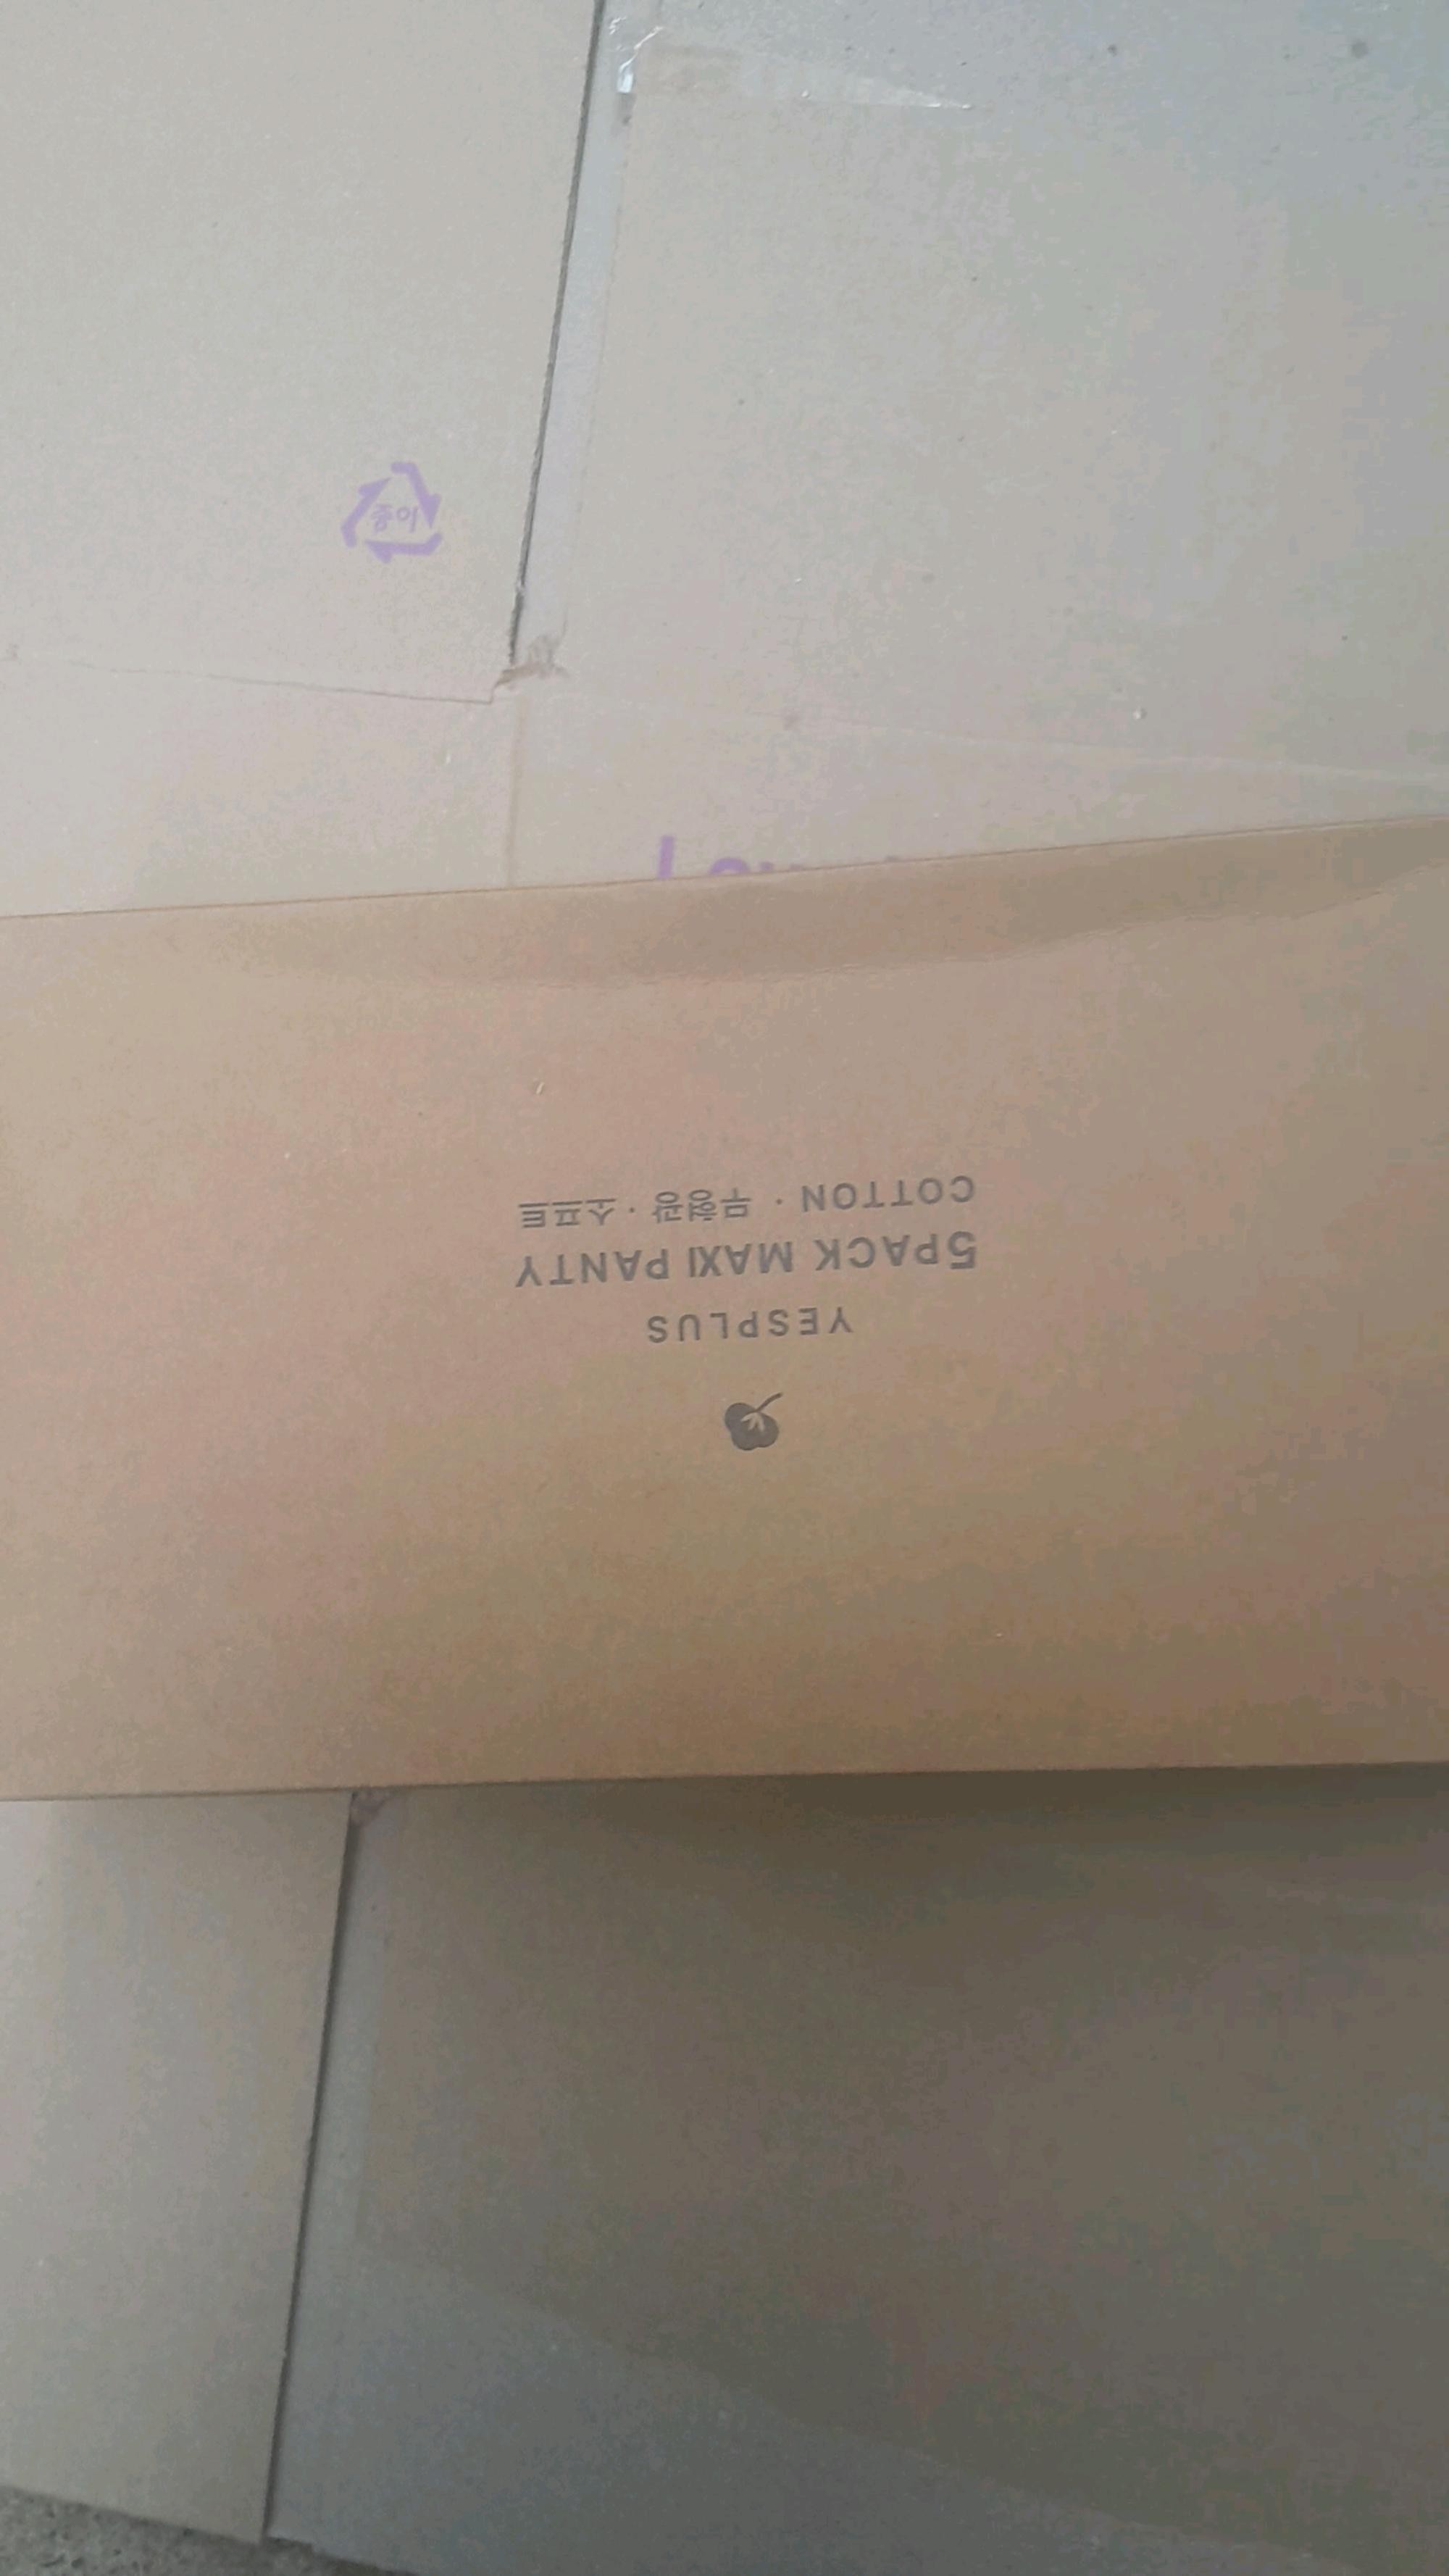 종이
YESPLUS
5PACK MAXI PANTY
COTTON · 무형광 · 소프트